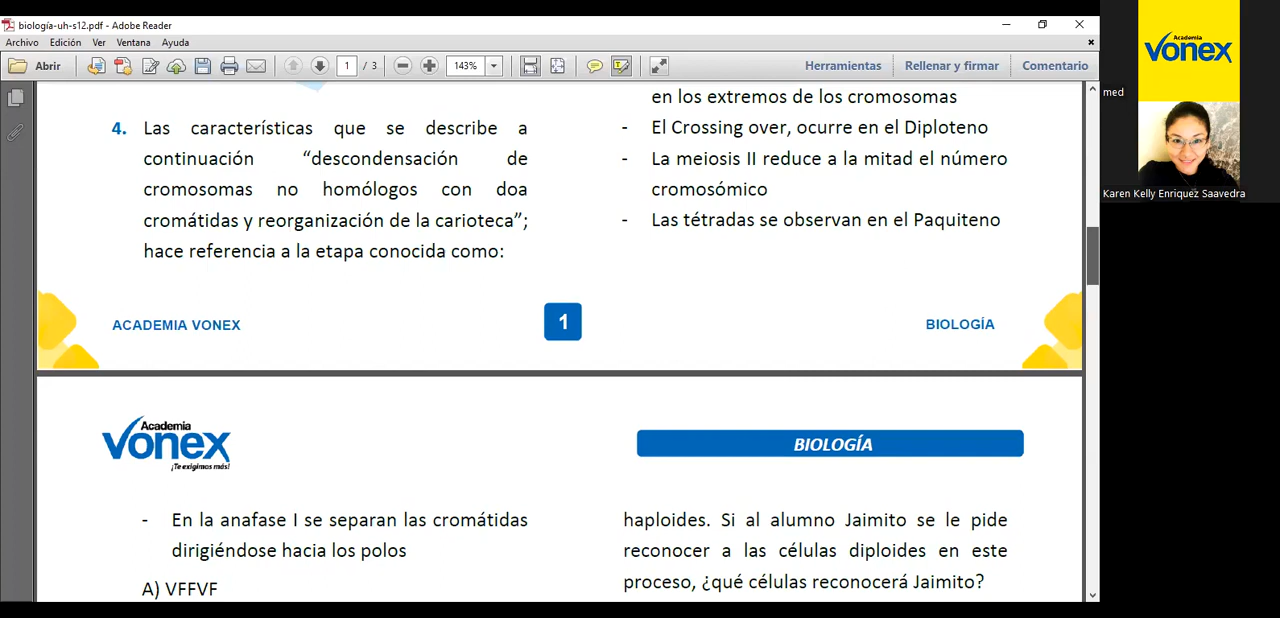 biología-uh-s12.pdf - Adobe Reader
Archivo Edición Ver Ventana Ayuda
Abrir
1 / 3
143%
Herramientas
Rellenar y firmar
Comentario
4. Las características que se describe a
continuación “descondensación de
cromosomas no homólogos con doa
cromátidas y reorganización de la carioteca”;
hace referencia a la etapa conocida como:
en los extremos de los cromosomas
- El Crossing over, ocurre en el Diploteno
- La meiosis II reduce a la mitad el número
cromosómico
- Las tétradas se observan en el Paquiteno
ACADEMIA VONEX
1
BIOLOGÍA
Academia
vonex
¡Te exigimos más!
BIOLOGÍA
- En la anafase I se separan las cromátidas
dirigiéndose hacia los polos
A) VFFVF
haploides. Si al alumno Jaimito se le pide
reconocer a las células diploides en este
proceso, ¿qué células reconocerá Jaimito?
Academia
vonex
med
Karen Kelly Enriquez Saavedra